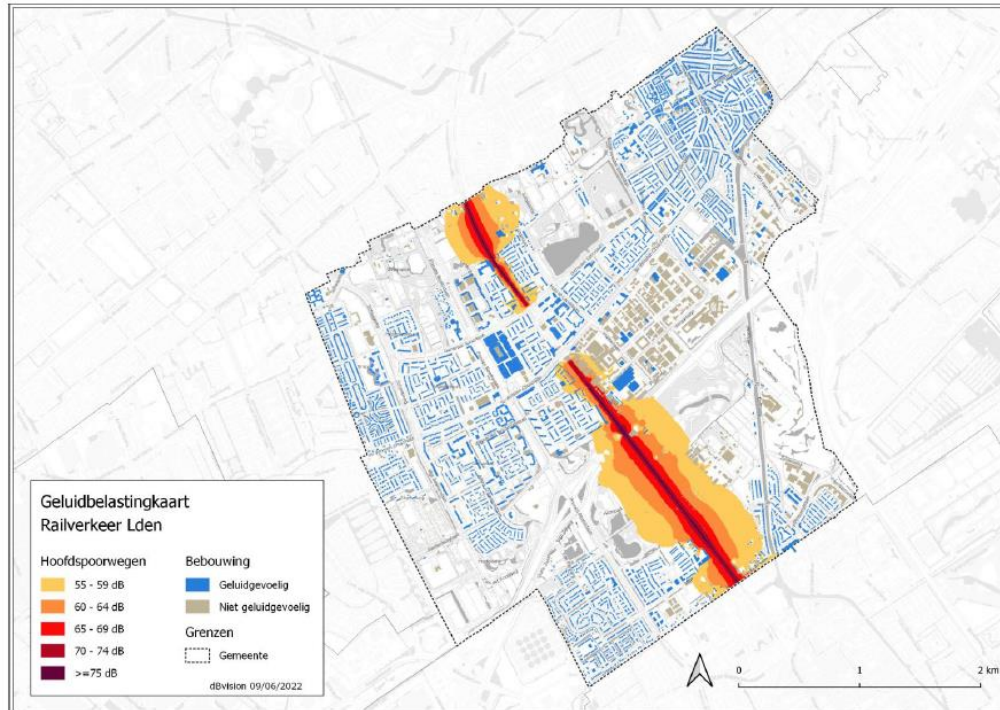 Geluidbelastingkaart
Railverkeer Lden
Hoofdspoorwegen
55 - 59 dB
60 - 64 dB
65 - 69 dB
70 - 74 dB
>=75 dB
Bebouwing
Geluidgevoelig
Niet geluidgevoelig
Grenzen
Gemeente
dBvision 09/06/2022
0 1 2 km